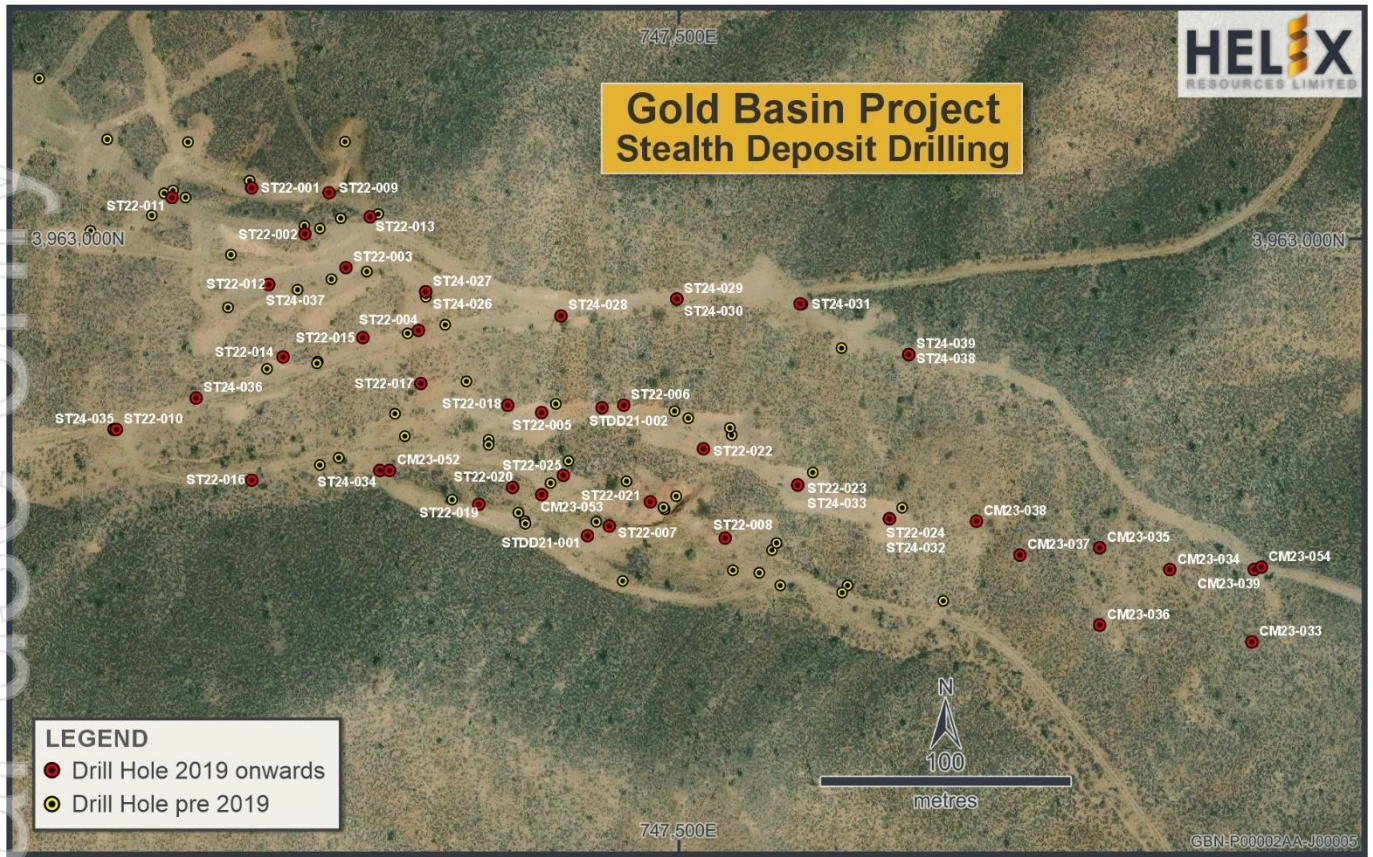 747,500E
HELIX
RESOURCES LIMITED
Gold Basin Project
Stealth Deposit Drilling
ST22-001
ST22-009
ST22-011
ST22-013
ST22-002
3,963,000N
3,963,000N
ST22-003
ST22-012
ST24-037
ST24-027
ST24-026
ST24-028
ST24-029
ST24-030
ST24-031
ST22-004
ST22-015
ST22-014
ST24-039
ST24-038
ST22-017
ST24-036
ST22-018
ST22-005
ST22-006
STDD21-002
ST24-035
ST22-010
ST22-022
CM23-052
ST24-034
ST22-016
ST22-025
ST22-020
CM23-053
ST22-021
ST22-019
ST22-023
ST24-033
STDD21-001
ST22-007
ST22-008
ST22-024
ST24-032
CM23-038
CM23-037
CM23-035
CM23-034
CM23-054
CM23-039
CM23-036
CM23-033
N
100
metres
LEGEND
Drill Hole 2019 onwards
Drill Hole pre 2019
747,500E
GBN-P00002AA-J00005